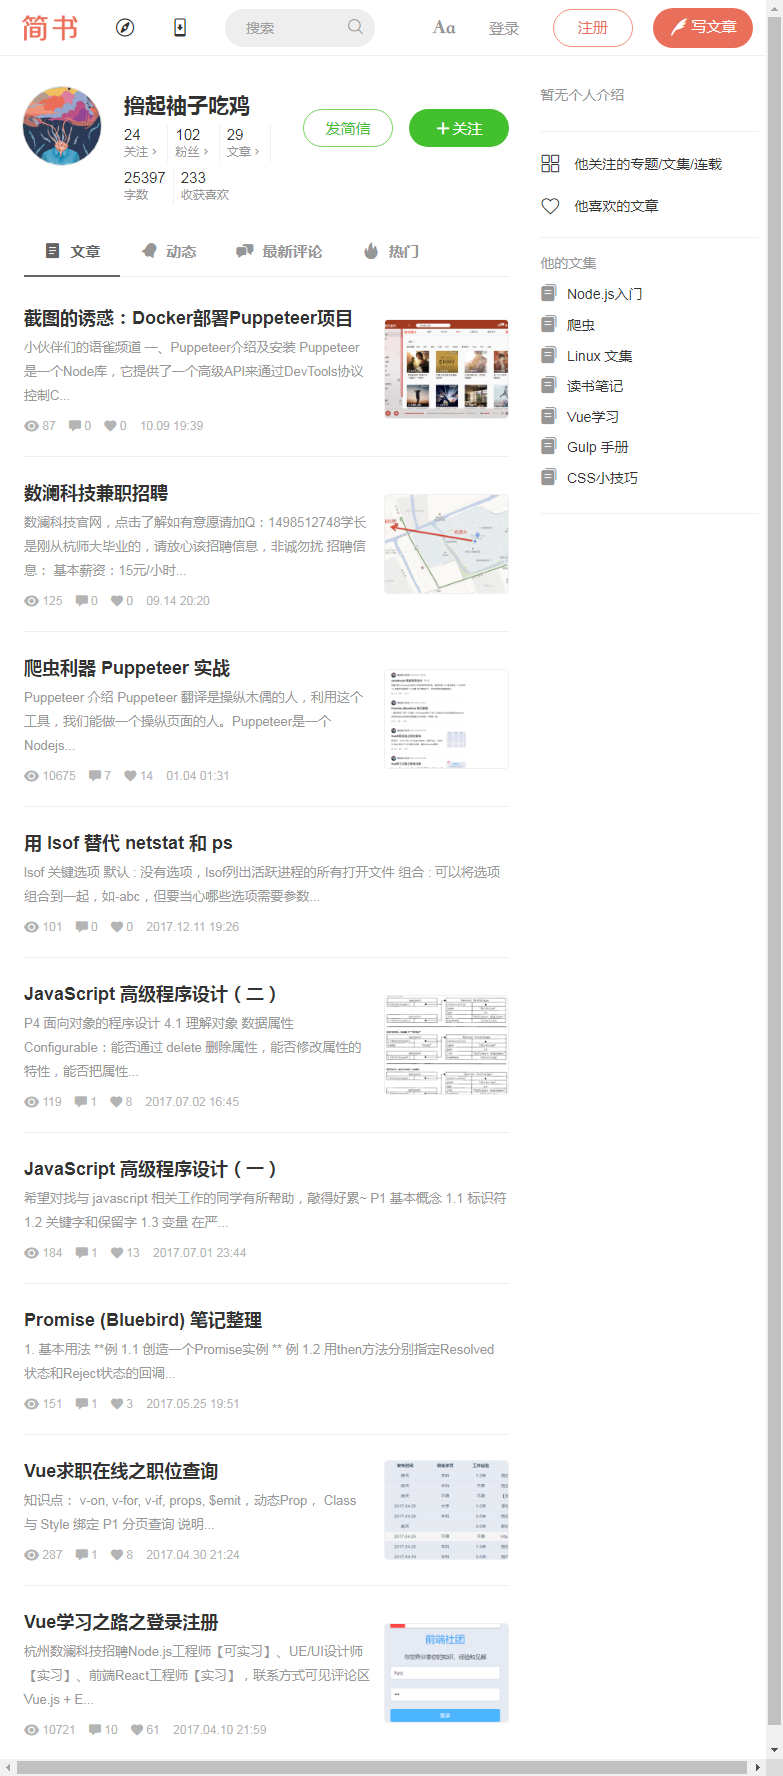 简书
搜索
Aa
登录
注册
写文章
撸起袖子吃鸡
24
102
29
关注
粉丝
文章
25397
233
字数
收获喜欢
发简信
+关注
暂无个人介绍
他关注的专题/文集/连载
他喜欢的文章
他的文集
Node.js入门
爬虫
Linux 文集
读书笔记
Vue学习
Gulp 手册
CSS小技巧
文章
动态
最新评论
热门
截图的诱惑：Docker部署Puppeteer项目
小伙伴们的语雀频道 一、Puppeteer介绍及安装 Puppeteer
是一个Node库，它提供了一个高级API来通过DevTools协议
控制C...
87 0 0 10.09 19:39
数澜科技兼职招聘
数澜科技官网，点击了解如有意愿请加Q：1498512748学长
是刚从杭师大毕业的，请放心该招聘信息，非诚勿扰 招聘信
息： 基本薪资：15元/小时...
125 0 0 09.14 20:20
爬虫利器 Puppeteer 实战
Puppeteer 介绍 Puppeteer 翻译是操纵木偶的人，利用这个
工具，我们能做一个操纵页面的人。Puppeteer是一个
Nodejs...
10675 7 14 01.04 01:31
用 lsof 替代 netstat 和 ps
lsof 关键选项 默认 : 没有选项，lsof列出活跃进程的所有打开文件 组合 : 可以将选项
组合到一起，如-abc，但要当心哪些选项需要参数...
101 0 0 2017.12.11 19:26
JavaScript 高级程序设计（二）
P4 面向对象的程序设计 4.1 理解对象 数据属性
Configurable：能否通过 delete 删除属性，能否修改属性的
特性，能否把属性...
119 1 8 2017.07.02 16:45
JavaScript 高级程序设计（一）
希望对找与 javascript 相关工作的同学有所帮助，敲得好累~ P1 基本概念 1.1 标识符
1.2 关键字和保留字 1.3 变量 在严...
184 1 13 2017.07.01 23:44
Promise (Bluebird) 笔记整理
1. 基本用法 **例 1.1 创造一个Promise实例 ** 例 1.2 用then方法分别指定Resolved
状态和Reject状态的回调...
151 1 3 2017.05.25 19:51
Vue求职在线之职位查询
知识点： v-on, v-for, v-if, props, $emit，动态Prop， Class
与 Style 绑定 P1 分页查询 说明...
287 1 8 2017.04.30 21:24
Vue学习之路之登录注册
杭州数澜科技招聘Node.js工程师【可实习】、UE/UI设计师
【实习】、前端React工程师【实习】，联系方式可见评论区
Vue.js + E...
10721 10 61 2017.04.10 21:59
前端社团
与世界分享你的知识、经验和见解
登录